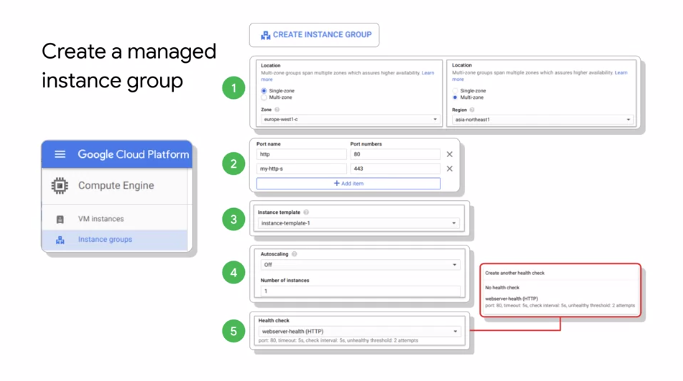 Create a managed
instance group
CREATE INSTANCE GROUP
1
Location
Multi-zone groups span multiple zones which assures higher availability. Learn
more
Single-zone
Multi-zone
Zone
europe-west1-c
Location
Multi-zone groups span multiple zones which assures higher availability. Learn
more
Single-zone
Multi-zone
Region
asia-northeast1
2
Port name
Port numbers
http
80
my-http-s
443
+ Add item
Google Cloud Platform
Compute Engine
VM instances
Instance groups
3
Instance template
instance-template-1
4
Autoscaling
Off
Number of instances
1
5
Health check
webserver-health (HTTP)
port: 80, timeout: 5s, check interval: 5s, unhealthy threshold: 2 attempts
Create another health check
No health check
webserver-health (HTTP)
port: 80, timeout: 5s, check interval: 5s, unhealthy threshold: 2 attempts